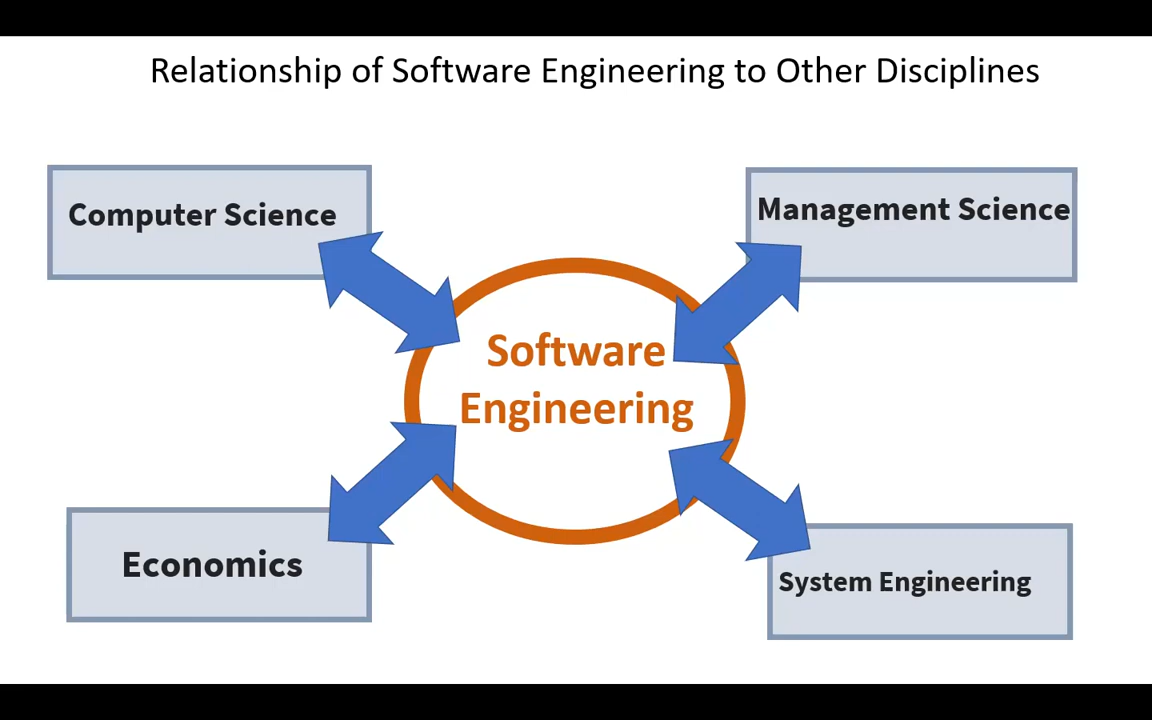 Relationship of Software Engineering to Other Disciplines
Computer Science
Management Science
Software
Engineering
Economics
System Engineering